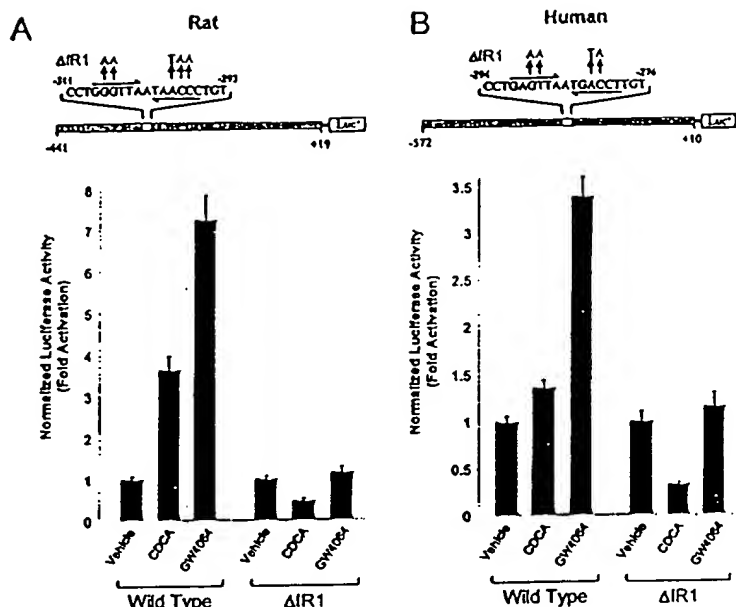 A
Rat
ΔIR1 AA TAA
-311 -293
CCTGGGTTAATAACCCTGT
-441 +19 Luc+
Normalized Luciferase Activity
(Fold Activation)
8
7
6
5
4
3
2
1
0
Vehicle
CDCA
GW4064
Vehicle
CDCA
GW4064
Wild Type
ΔIR1
B
Human
ΔIR1 AA TA
-294 -276
CCTGAGTTAATGACCTTGT
-572 +10 Luc+
Normalized Luciferase Activity
(Fold Activation)
3.5
3
2.5
2
1.5
1
0.5
0
Vehicle
CDCA
GW4064
Vehicle
CDCA
GW4064
Wild Type
ΔIR1